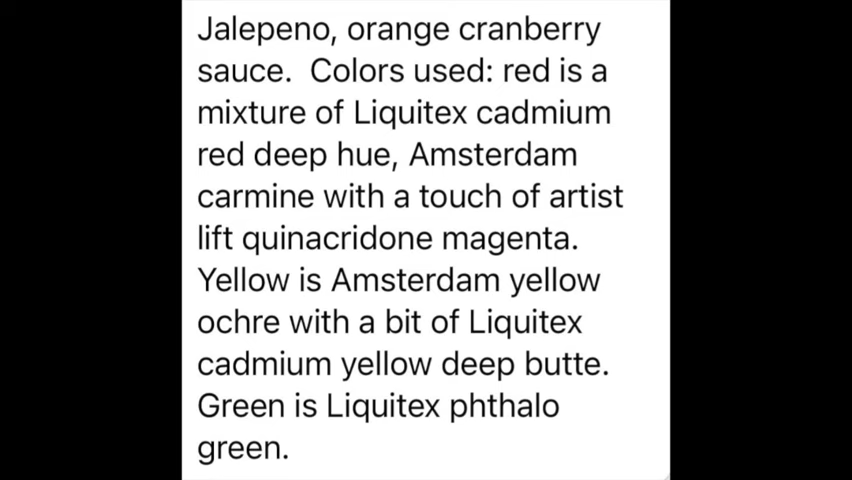 Jalepeno, orange cranberry
sauce.  Colors used: red is a
mixture of Liquitex cadmium
red deep hue, Amsterdam
carmine with a touch of artist
lift quinacridone magenta.
Yellow is Amsterdam yellow
ochre with a bit of Liquitex
cadmium yellow deep butte.
Green is Liquitex phthalo
green.